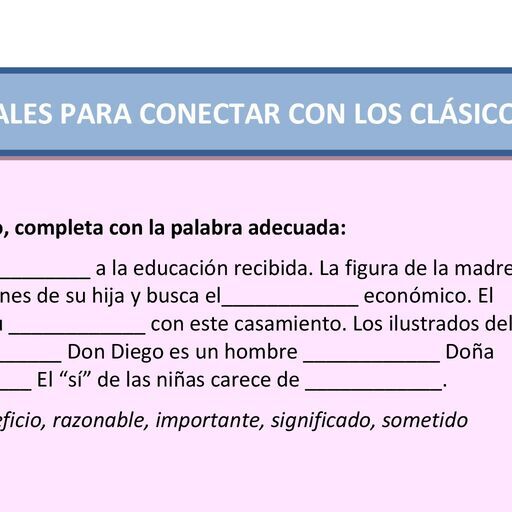 ALES PARA CONECTAR CON LOS CLÁSICO
o, completa con la palabra adecuada:
_________ a la educación recibida. La figura de la madre
nes de su hija y busca el____________ económico. El
u ____________ con este casamiento. Los ilustrados del
______ Don Diego es un hombre ____________ Doña
___ El “sí” de las niñas carece de ____________.
eficio, razonable, importante, significado, sometido